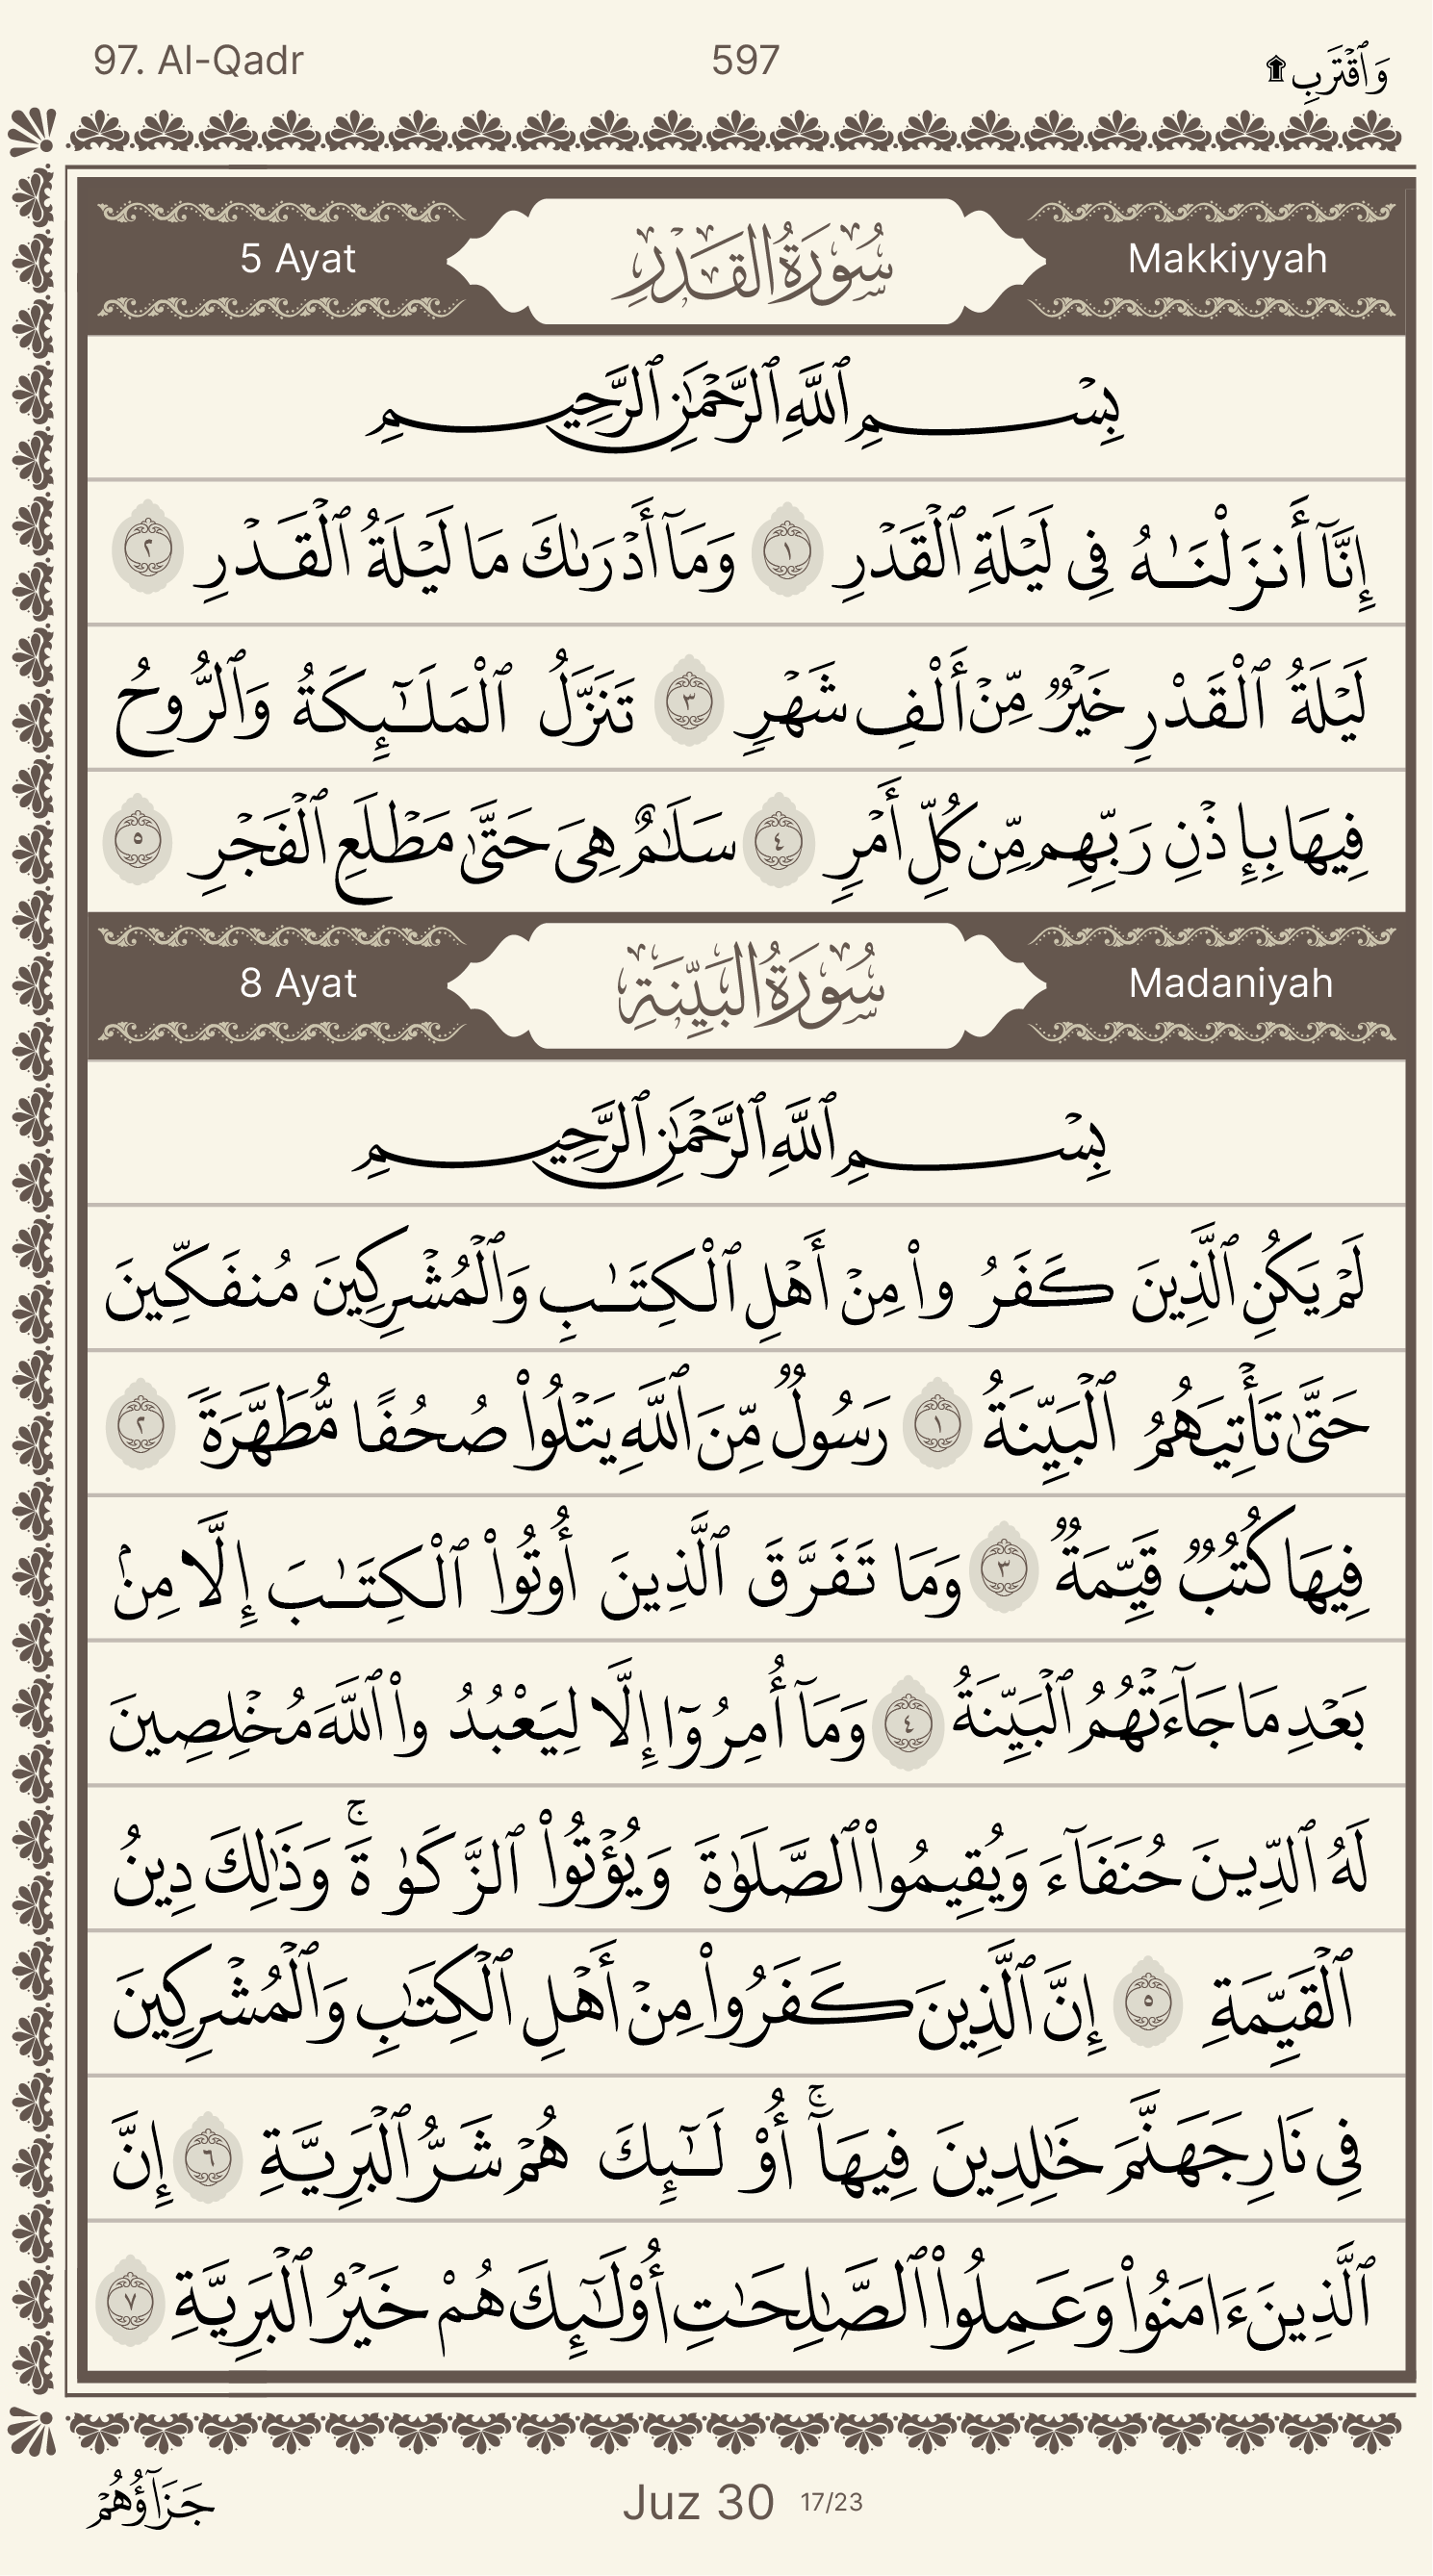 97. Al-Qadr 597 وَٱقْتَرِب ۩
5 Ayat سُورَةُ القَدْرِ Makkiyyah
بِسْمِ ٱللَّهِ ٱلرَّحْمَٰنِ ٱلرَّحِيمِ
إِنَّآ أَنزَلْنَـٰهُ فِى لَيْلَةِ ٱلْقَدْرِ ١ وَمَآ أَدْرَىٰكَ مَا لَيْلَةُ ٱلْقَدْرِ ٢
لَيْلَةُ ٱلْقَدْرِ خَيْرٌ مِّنْ أَلْفِ شَهْرٍ ٣ تَنَزَّلُ ٱلْمَلَـٰٓئِكَةُ وَٱلرُّوحُ
فِيهَا بِإِذْنِ رَبِّهِم مِّن كُلِّ أَمْرٍ ٤ سَلَـٰمٌ هِىَ حَتَّىٰ مَطْلَعِ ٱلْفَجْرِ ٥
8 Ayat سُورَةُ البَيِّنَةِ Madaniyah
بِسْمِ ٱللَّهِ ٱلرَّحْمَٰنِ ٱلرَّحِيمِ
لَمْ يَكُنِ ٱلَّذِينَ كَفَرُوا۟ مِنْ أَهْلِ ٱلْكِتَـٰبِ وَٱلْمُشْرِكِينَ مُنفَكِّينَ
حَتَّىٰ تَأْتِيَهُمُ ٱلْبَيِّنَةُ ١ رَسُولٌ مِّنَ ٱللَّهِ يَتْلُوا۟ صُحُفًا مُّطَهَّرَةً ٢
فِيهَا كُتُبٌ قَيِّمَةٌ ٣ وَمَا تَفَرَّقَ ٱلَّذِينَ أُوتُوا۟ ٱلْكِتَـٰبَ إِلَّا مِنۢ
بَعْدِ مَا جَآءَتْهُمُ ٱلْبَيِّنَةُ ٤ وَمَآ أُمِرُوٓا۟ إِلَّا لِيَعْبُدُوا۟ ٱللَّهَ مُخْلِصِينَ
لَهُ ٱلدِّينَ حُنَفَآءَ وَيُقِيمُوا۟ ٱلصَّلَوٰةَ وَيُؤْتُوا۟ ٱلزَّكَوٰةَ ۚ وَذَٰلِكَ دِينُ
ٱلْقَيِّمَةِ ٥ إِنَّ ٱلَّذِينَ كَفَرُوا۟ مِنْ أَهْلِ ٱلْكِتَـٰبِ وَٱلْمُشْرِكِينَ
فِى نَارِ جَهَنَّمَ خَـٰلِدِينَ فِيهَآ ۚ أُو۟لَـٰٓئِكَ هُمْ شَرُّ ٱلْبَرِيَّةِ ٦ إِنَّ
ٱلَّذِينَ ءَامَنُوا۟ وَعَمِلُوا۟ ٱلصَّـٰلِحَـٰتِ أُو۟لَـٰٓئِكَ هُمْ خَيْرُ ٱلْبَرِيَّةِ ٧
جَزَآؤُهُمْ Juz 30 17/23